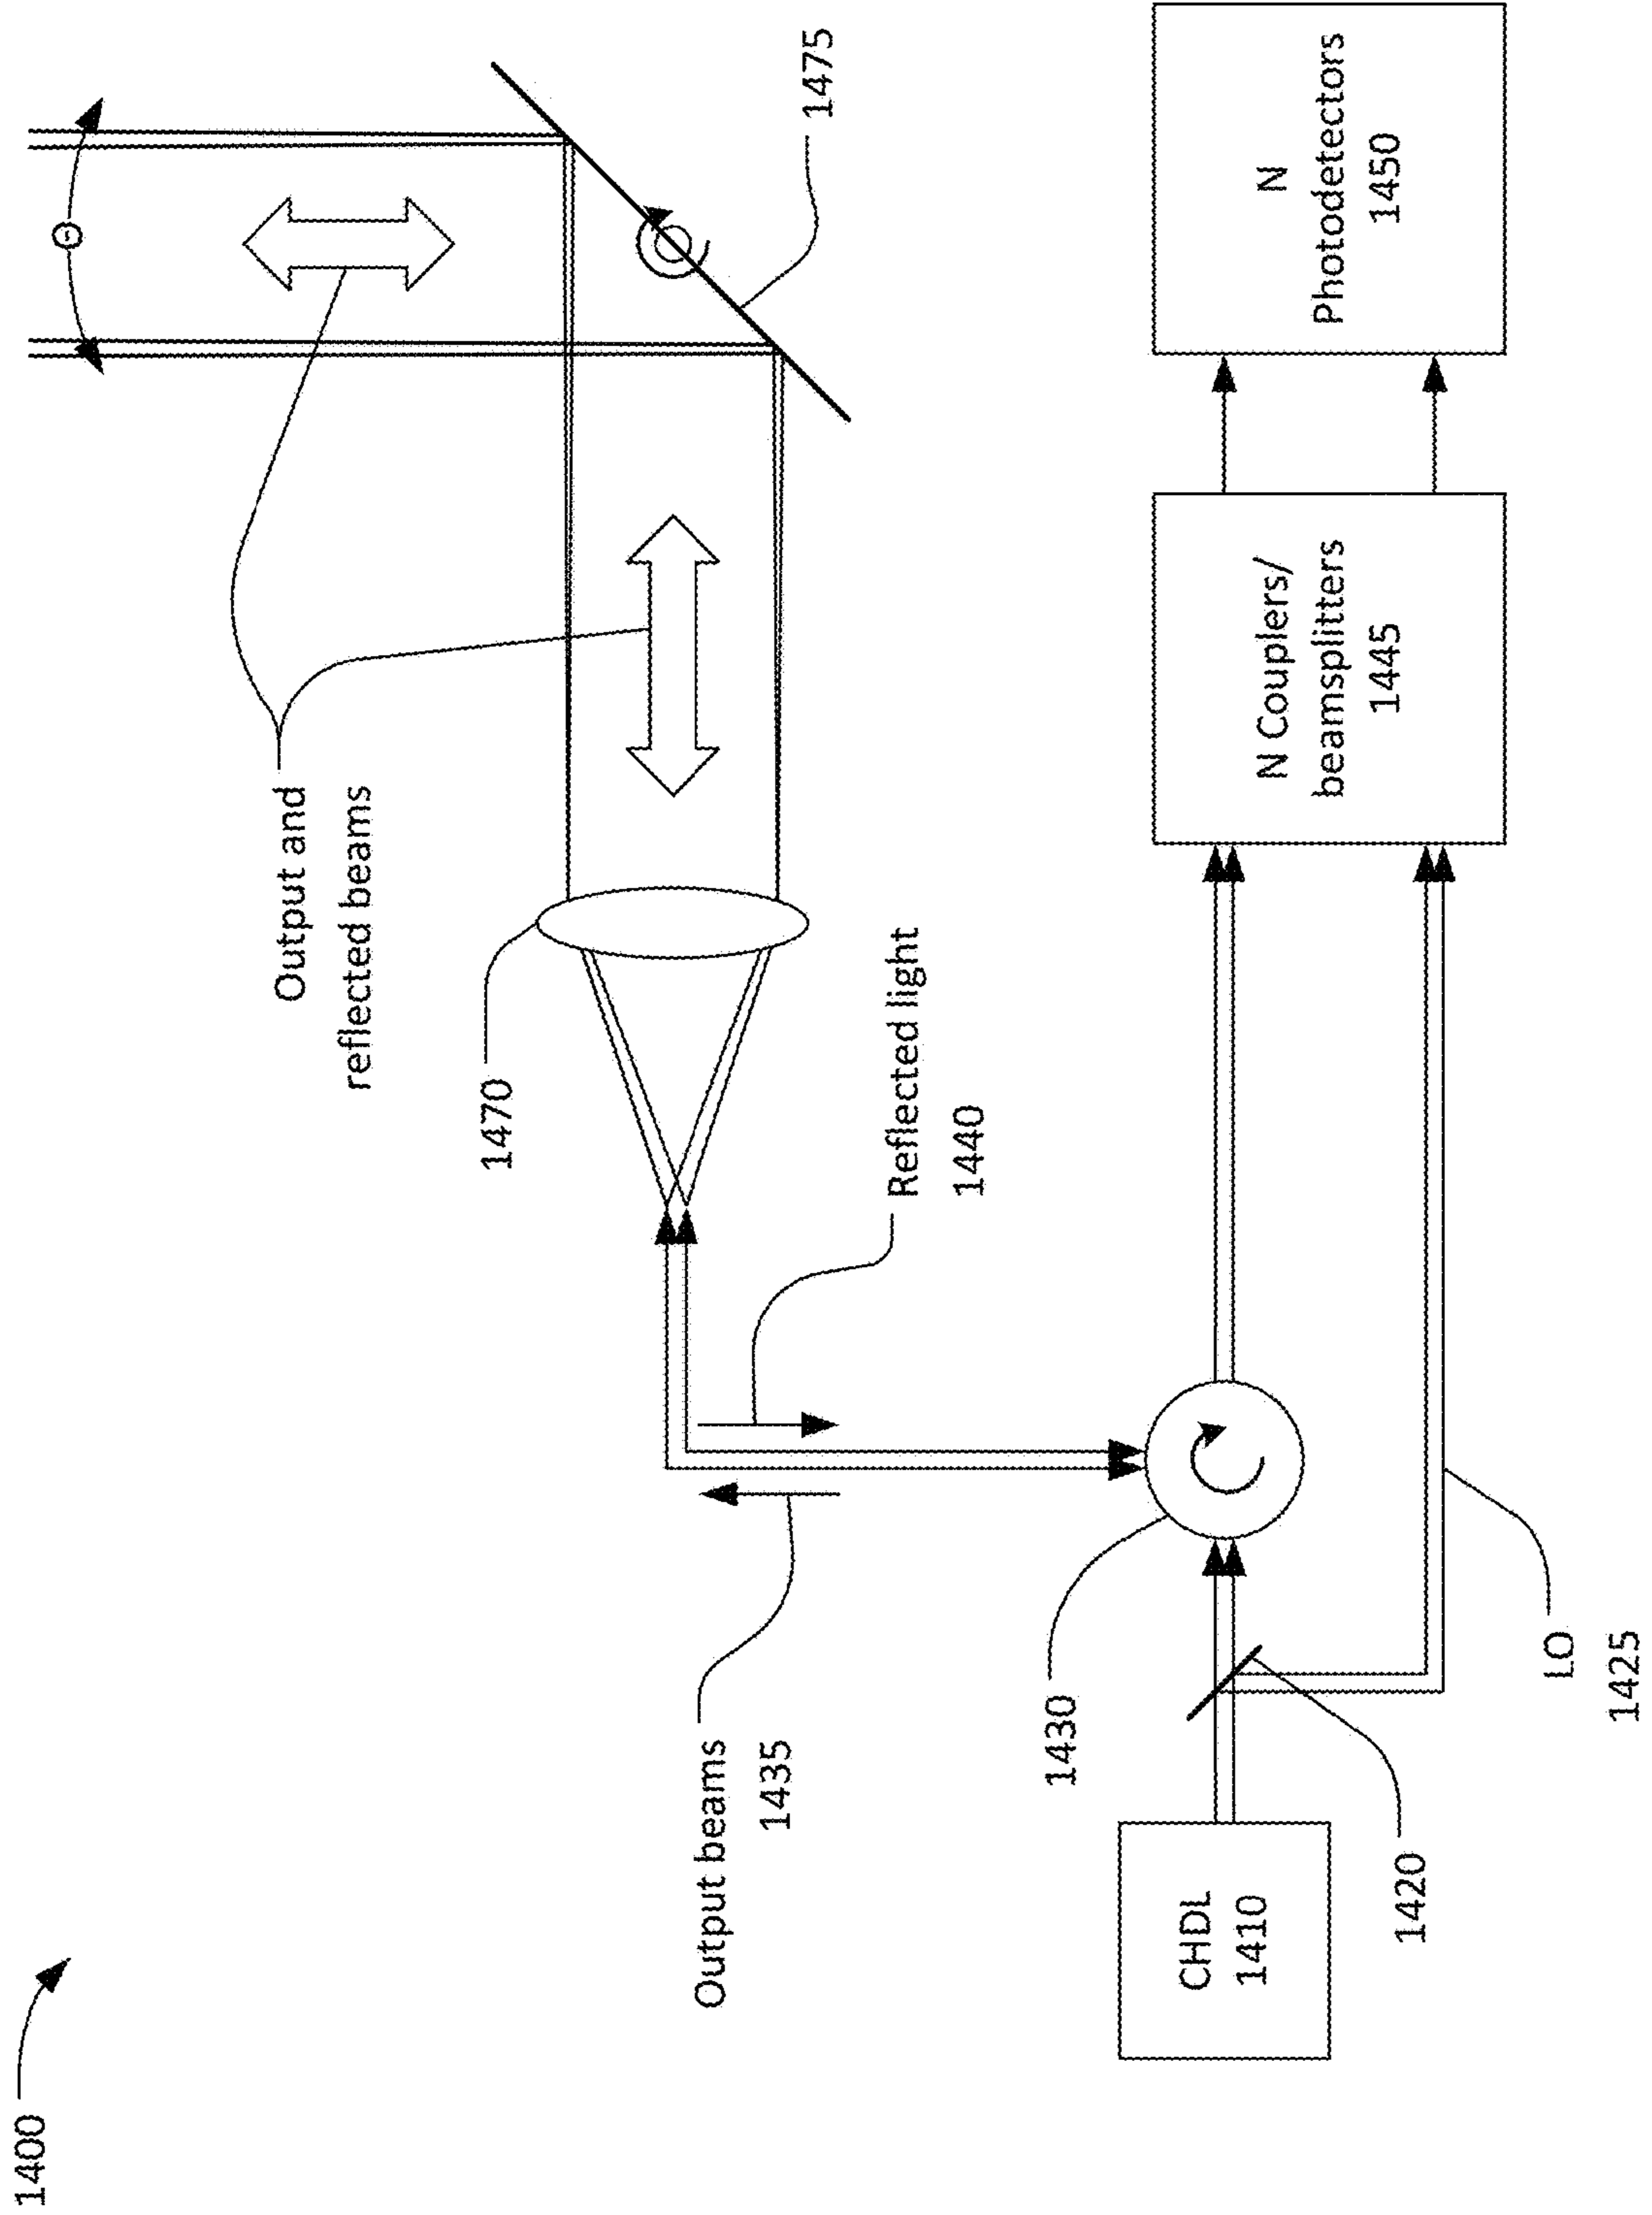 1400
Output and
reflected beams
Θ
1470
1475
Output beams
1435
Reflected light
1440
1430
CHDL
1410
1420
LO
1425
N Couplers/
beamsplitters
1445
N
Photodetectors
1450